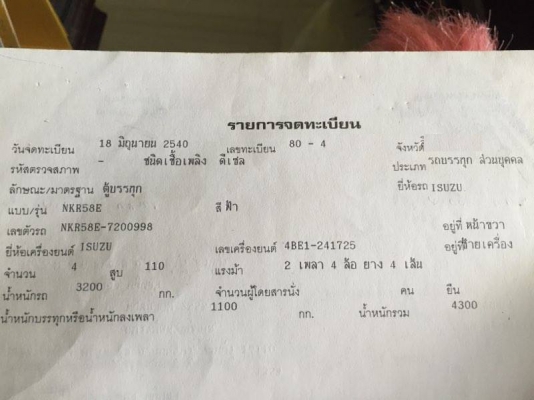 รายการจดทะเบียน
วันจดทะเบียน 18 มิถุนายน 2540 เลขทะเบียน 80 - 4 จังหวัด
รหัสตรวจสภาพ - ชนิดเชื้อเพลิง ดีเซล ประเภท รถบรรทุก ส่วนบุคคล
ลักษณะ/มาตรฐาน ตู้บรรทุก ยี่ห้อรถ ISUZU
แบบ/รุ่น NKR58E สี ฟ้า
เลขตัวรถ NKR58E-7200998 อยู่ที่ หน้าขวา
ยี่ห้อเครื่องยนต์ ISUZU เลขเครื่องยนต์ 4BE1-241725 อยู่ที่ซ้ายเครื่อง
จำนวน 4 สูบ 110 แรงม้า 2 เพลา 4 ล้อ ยาง 4 เส้น
น้ำหนักรถ 3200 กก. จำนวนผู้โดยสารนั่ง คน ยืน
น้ำหนักบรรทุกหรือน้ำหนักลงเพลา 1100 กก. น้ำหนักรวม 4300